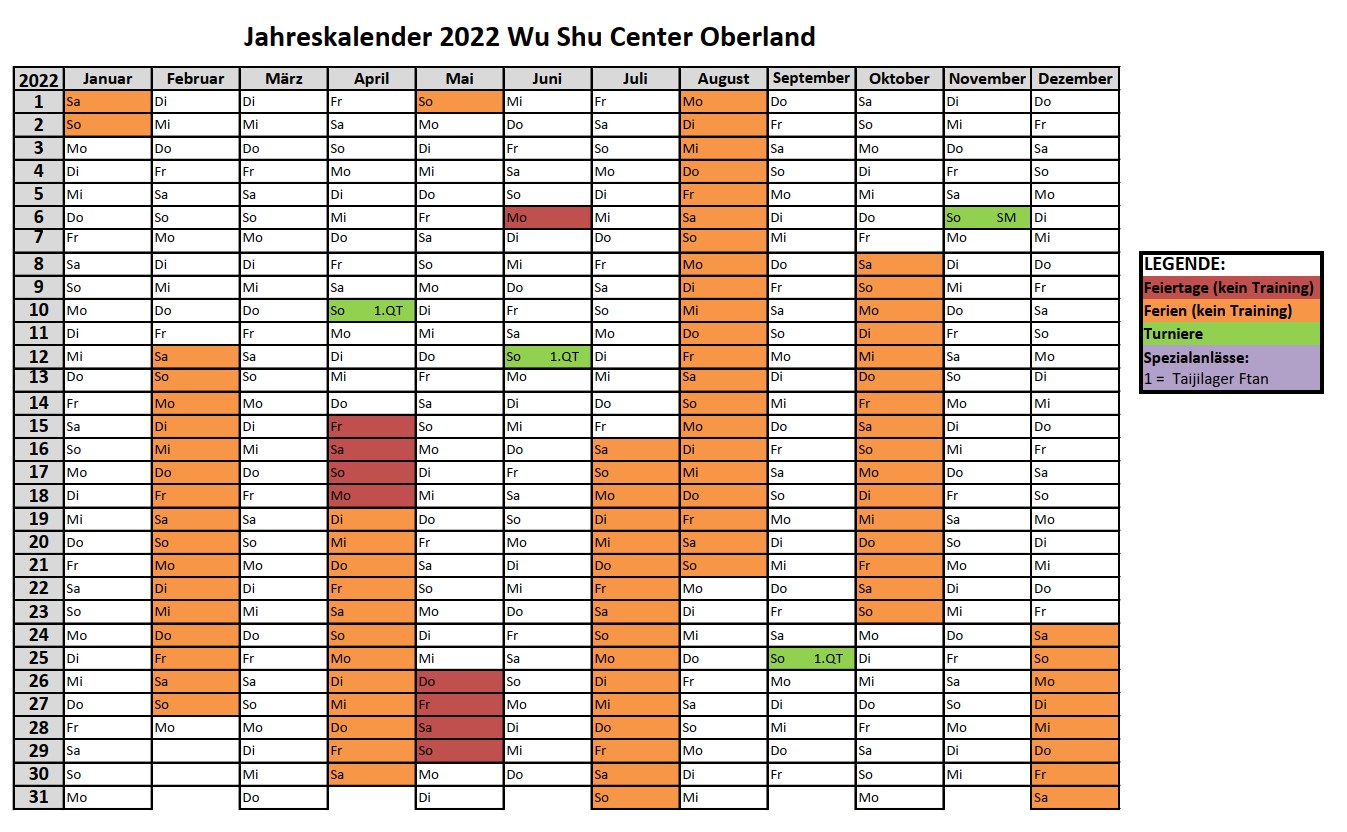 Jahreskalender 2022 Wu Shu Center Oberland
2022 Januar Februar März April Mai Juni Juli August September Oktober November Dezember
1 Sa Di Di Fr So Mi Fr Mo Do Sa Di Do
2 So Mi Mi Sa Mo Do Sa Di Fr So Mi Fr
3 Mo Do Do So Di Fr So Mi Sa Mo Do Sa
4 Di Fr Fr Mo Mi Sa Mo Do So Di Fr So
5 Mi Sa Sa Di Do So Di Fr Mo Mi Sa Mo
6 Do So So Mi Fr Mo Mi Sa Di Do So SM Di
7 Fr Mo Mo Do Sa Di Do So Mi Fr Mo Mi
8 Sa Di Di Fr So Mi Fr Mo Do Sa Di Do
LEGENDE:
9 So Mi Mi Sa Mo Do Sa Di Fr So Mi Fr
Feiertage (kein Training)
10 Mo Do Do So 1.QT Di Fr So Mi Sa Mo Do Sa
Ferien (kein Training)
11 Di Fr Fr Mo Mi Sa Mo Do So Di Fr So
Turniere
12 Mi Sa Sa Di Do So 1.QT Di Fr Mo Mi Sa Mo
Spezialanlässe:
13 Do So So Mi Fr Mo Mi Sa Di Do So Di
1 = Taijilager Ftan
14 Fr Mo Mo Do Sa Di Do So Mi Fr Mo Mi
15 Sa Di Di Fr So Mi Fr Mo Do Sa Di Do
16 So Mi Mi Sa Mo Do Sa Di Fr So Mi Fr
17 Mo Do Do So Di Fr So Mi Sa Mo Do Sa
18 Di Fr Fr Mo Mi Sa Mo Do So Di Fr So
19 Mi Sa Sa Di Do So Di Fr Mo Mi Sa Mo
20 Do So So Mi Fr Mo Mi Sa Di Do So Di
21 Fr Mo Mo Do Sa Di Do So Mi Fr Mo Mi
22 Sa Di Di Fr So Mi Fr Mo Do Sa Di Do
23 So Mi Mi Sa Mo Do Sa Di Fr So Mi Fr
24 Mo Do Do So Di Fr So Mi Sa Mo Do Sa
25 Di Fr Fr Mo Mi Sa Mo Do So 1.QT Di Fr So
26 Mi Sa Sa Di Do So Di Fr Mo Mi Sa Mo
27 Do So So Mi Fr Mo Mi Sa Di Do So Di
28 Fr Mo Mo Do Sa Di Do So Mi Fr Mo Mi
29 Sa Di Fr So Mi Fr Mo Do Sa Di Do
30 So Mi Sa Mo Do Sa Di Fr So Mi Fr
31 Mo Do Di So Mi Mo Sa